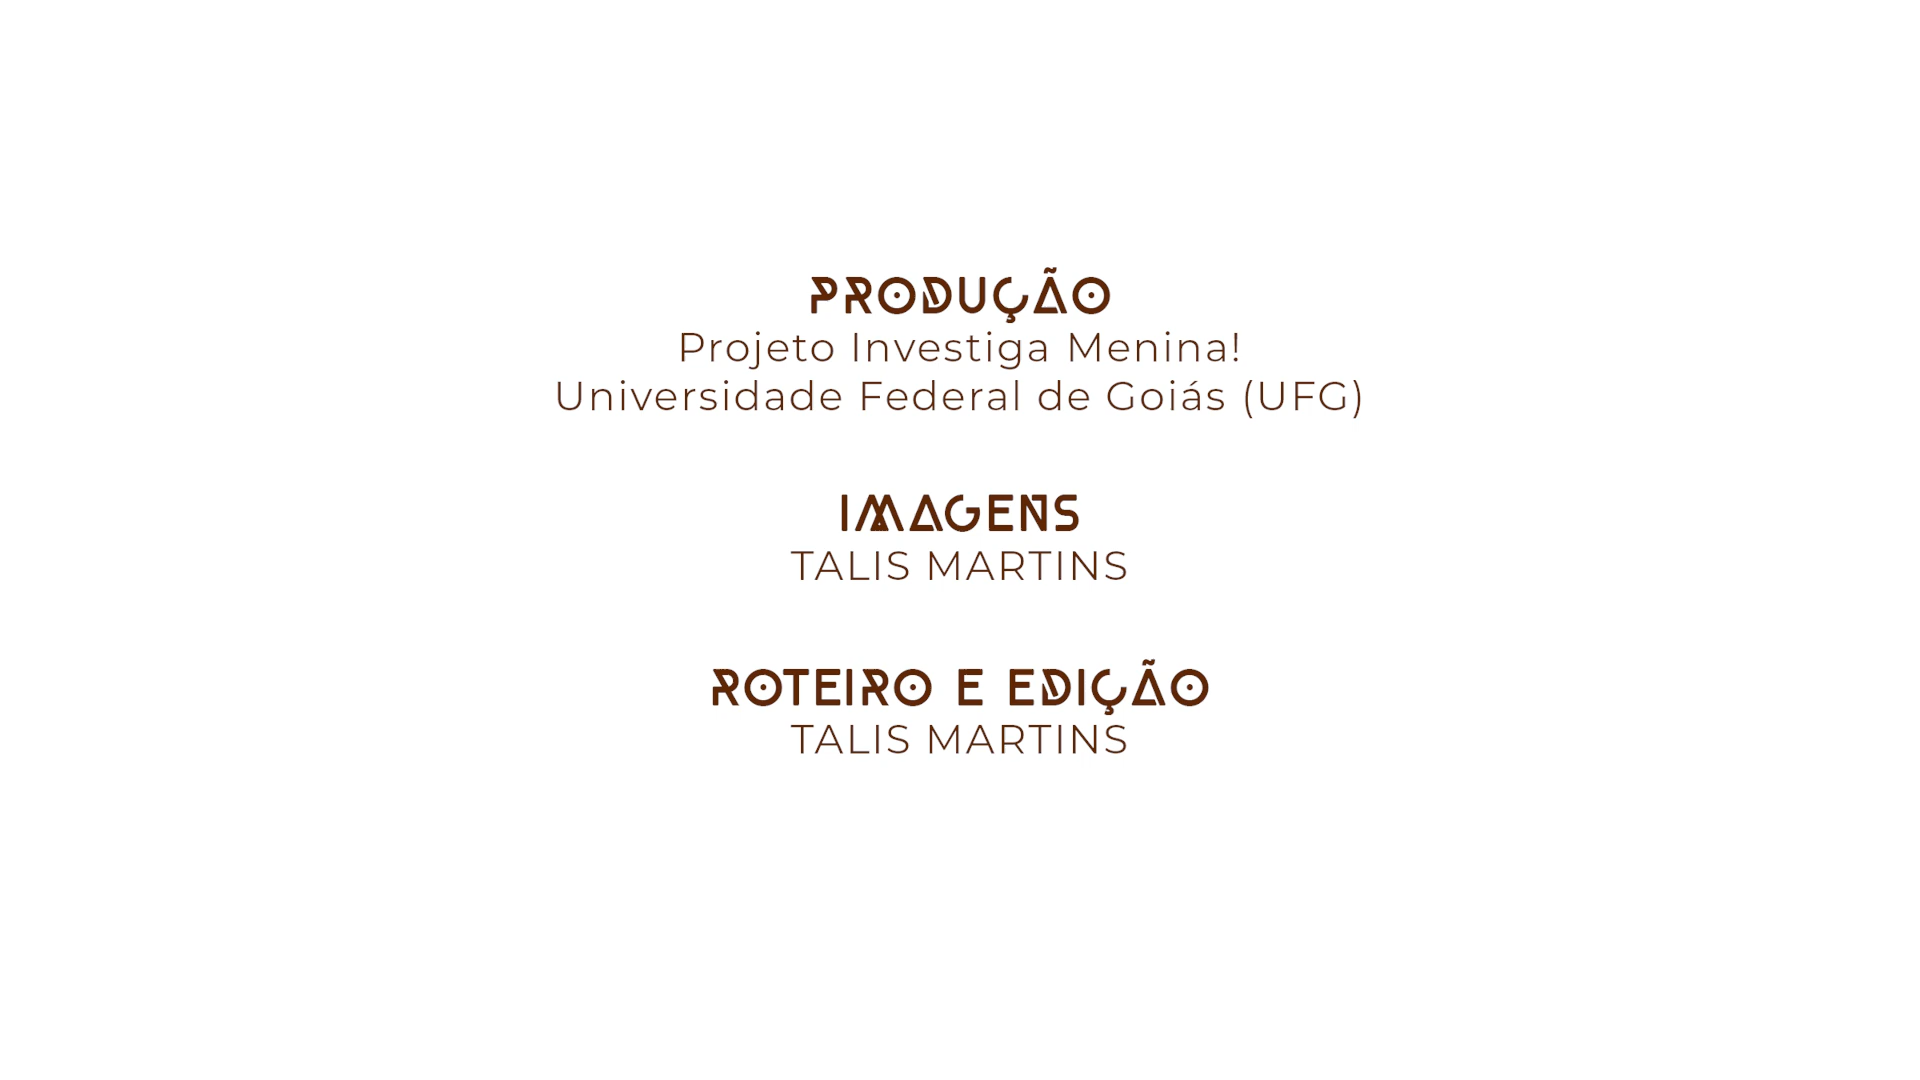 PRODUÇÃO
Projeto Investiga Menina!
Universidade Federal de Goiás (UFG)
IMAGENS
TALIS MARTINS
ROTEIRO E EDIÇÃO
TALIS MARTINS